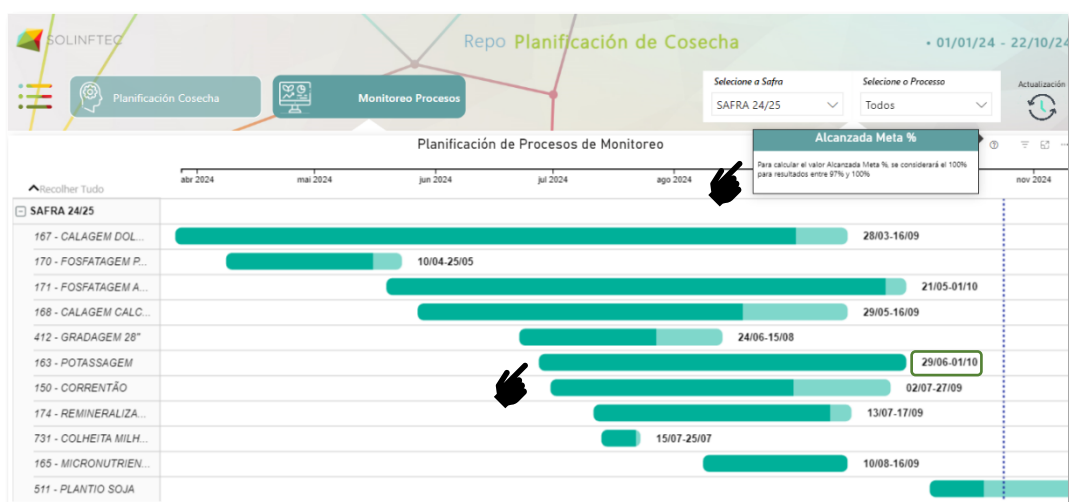 SOLINFTEC
Repo Planificación de Cosecha
• 01/01/24 - 22/10/24
Planificación Cosecha
Monitoreo Procesos
Selecione a Safra
SAFRA 24/25
Selecione o Processo
Todos
Actualización
Planificación de Procesos de Monitoreo
Alcanzada Meta %
Para calcular el valor Alcanzada Meta %, se considerará el 100%
para resultados entre 97% y
100%
Recolher Tudo
abr 2024 mai 2024 jun 2024 jul 2024 ago 2024 nov 2024
SAFRA 24/25
167 - CALAGEM DOL... 28/03-16/09
170 - FOSFATAGEM P... 10/04-25/05
171 - FOSFATAGEM A... 21/05-01/10
168 - CALAGEM CALC... 29/05-16/09
412 - GRADAGEM 28" 24/06-15/08
163 - POTASSAGEM 29/06-01/10
150 - CORRENTÃO 02/07-27/09
174 - REMINERALIZA... 13/07-17/09
731 - COLHEITA MILH... 15/07-25/07
165 - MICRONUTRIEN... 10/08-16/09
511 - PLANTIO SOJA